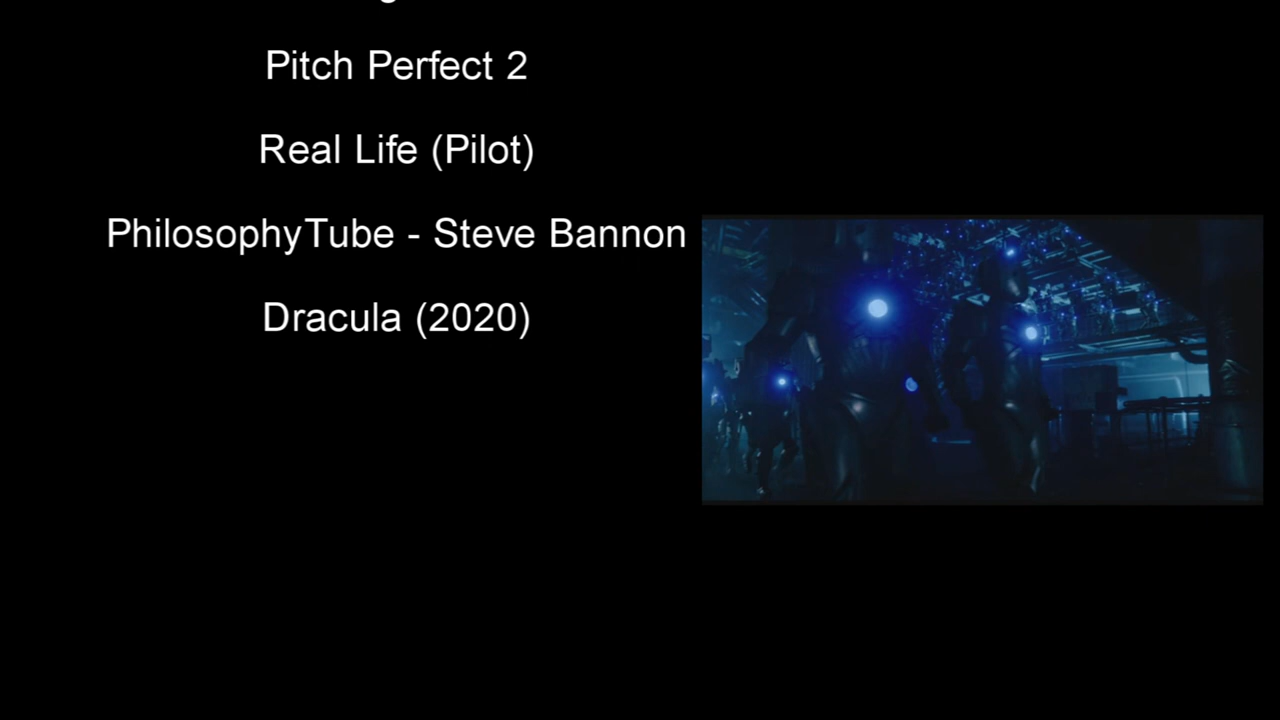 Pitch Perfect 2
Real Life (Pilot)
PhilosophyTube - Steve Bannon
Dracula (2020)